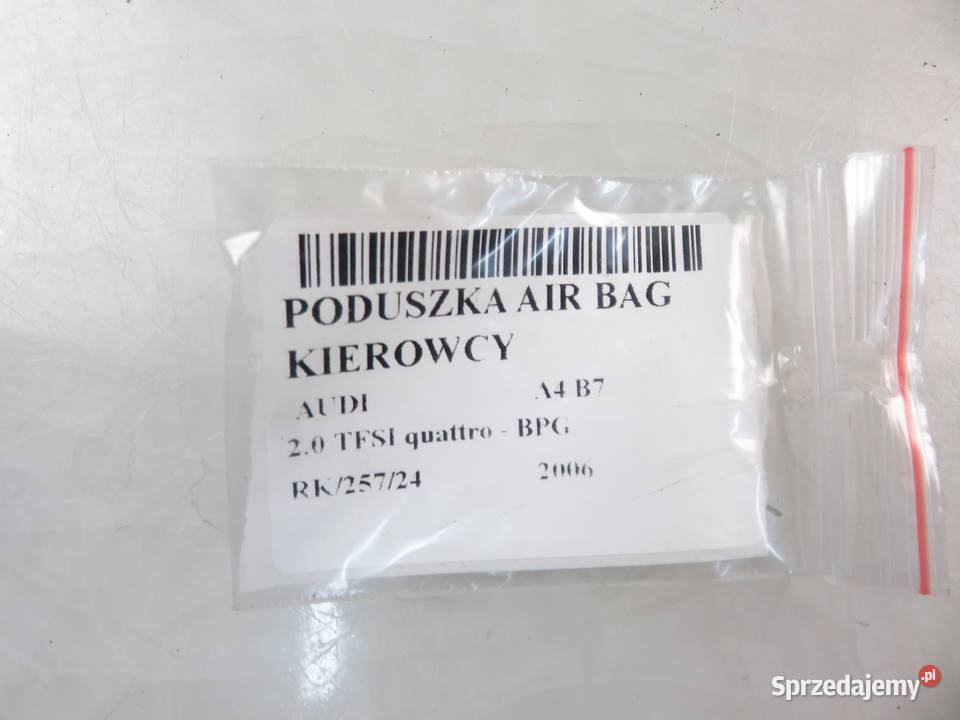 PODUSZKA AIR BAG
KIEROWCY
AUDI A4 B7
2.0 TFSI quattro - BPG
RK/257/24 2006
Sprzedajemy.pl